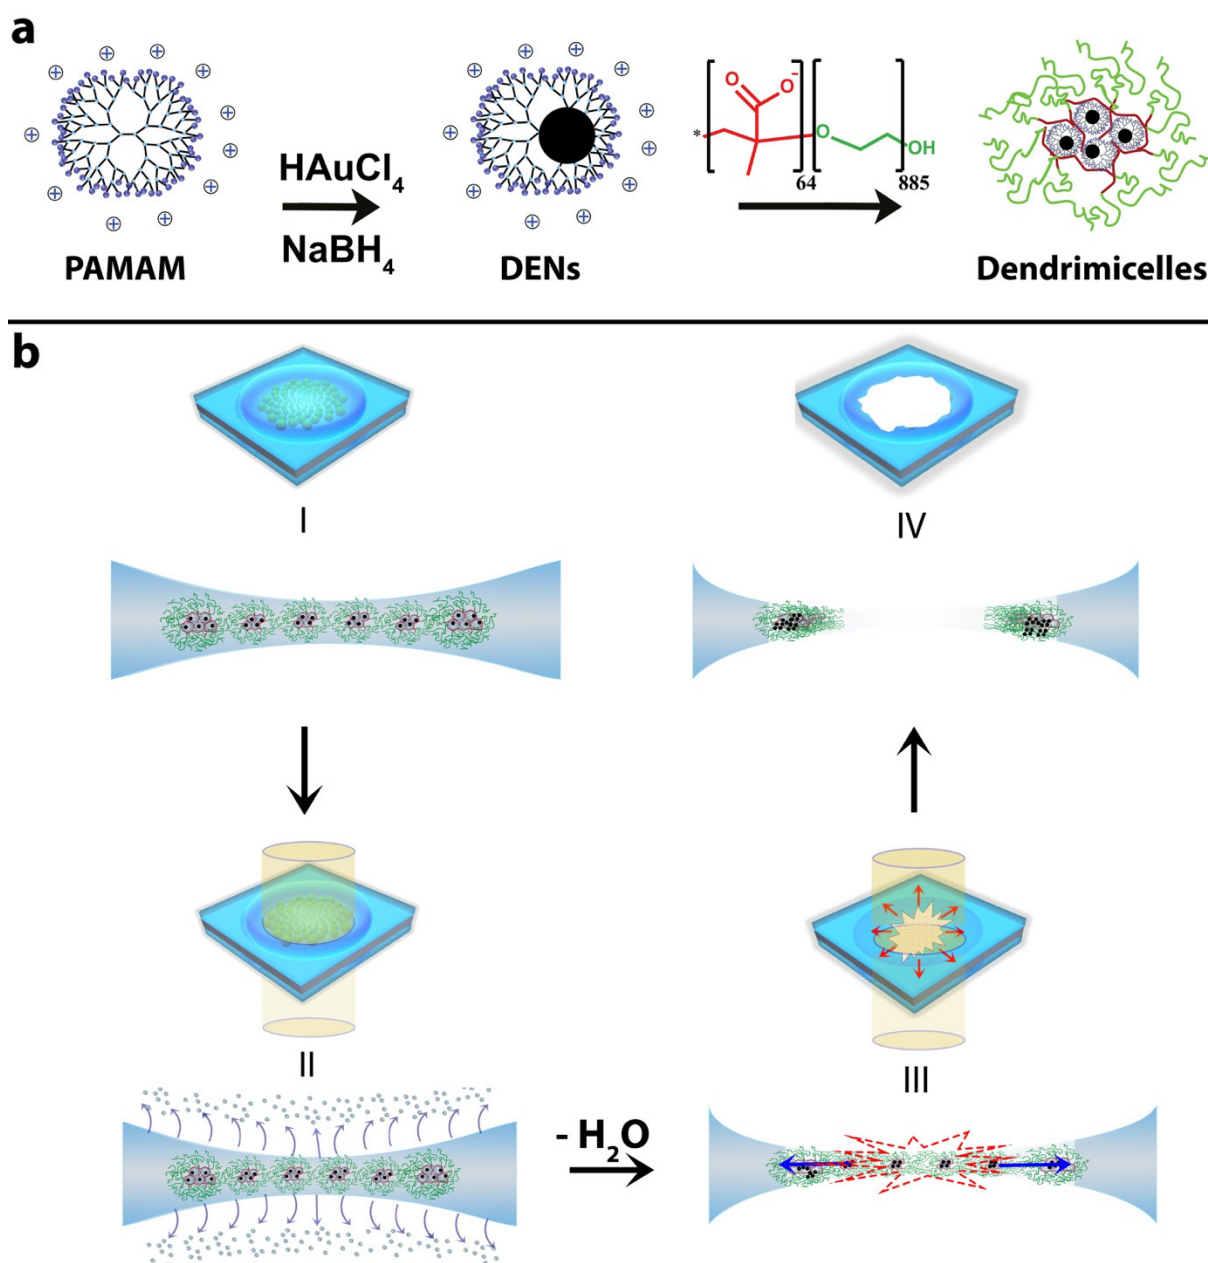 a
HAuCl4
NaBH4
PAMAM
DENs
*
O
O-
O
OH
64
885
Dendrimicelles
b
I
IV
II
III
- H2O